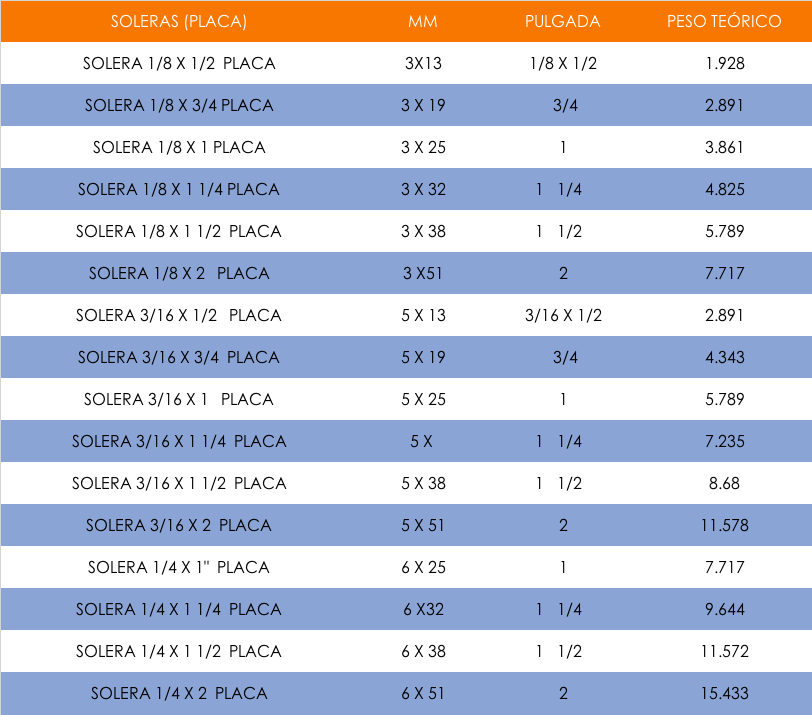 SOLERAS (PLACA) MM PULGADA PESO TEÓRICO
SOLERA 1/8 X 1/2 PLACA 3X13 1/8 X 1/2 1.928
SOLERA 1/8 X 3/4 PLACA 3 X 19 3/4 2.891
SOLERA 1/8 X 1 PLACA 3 X 25 1 3.861
SOLERA 1/8 X 1 1/4 PLACA 3 X 32 1 1/4 4.825
SOLERA 1/8 X 1 1/2 PLACA 3 X 38 1 1/2 5.789
SOLERA 1/8 X 2 PLACA 3 X51 2 7.717
SOLERA 3/16 X 1/2 PLACA 5 X 13 3/16 X 1/2 2.891
SOLERA 3/16 X 3/4 PLACA 5 X 19 3/4 4.343
SOLERA 3/16 X 1 PLACA 5 X 25 1 5.789
SOLERA 3/16 X 1 1/4 PLACA 5 X 1 1/4 7.235
SOLERA 3/16 X 1 1/2 PLACA 5 X 38 1 1/2 8.68
SOLERA 3/16 X 2 PLACA 5 X 51 2 11.578
SOLERA 1/4 X 1" PLACA 6 X 25 1 7.717
SOLERA 1/4 X 1 1/4 PLACA 6 X32 1 1/4 9.644
SOLERA 1/4 X 1 1/2 PLACA 6 X 38 1 1/2 11.572
SOLERA 1/4 X 2 PLACA 6 X 51 2 15.433